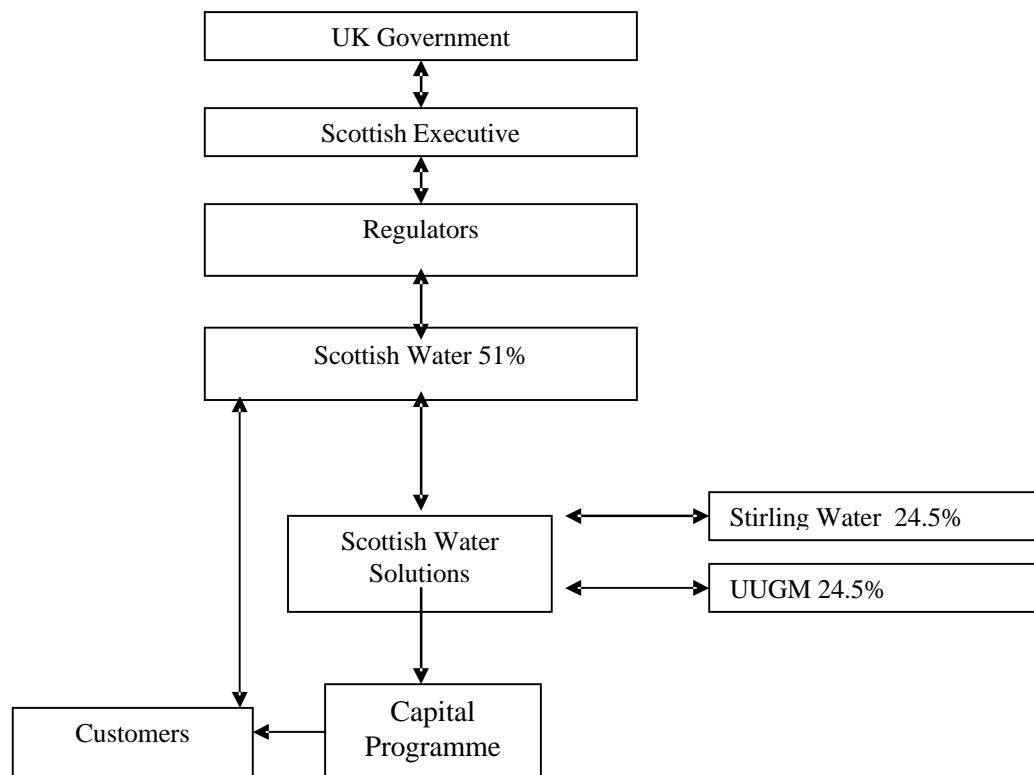 UK Government
Scottish Executive
Regulators
Scottish Water 51%
Stirling Water 24.5%
Scottish Water
Solutions
UUGM 24.5%
Capital
Programme
Customers